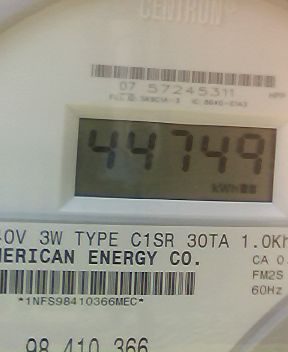 CENTRON®
07 57245311
44749
kWh
40V 3W TYPE C1SR 30TA 1.0Kh
MERICAN ENERGY CO.
CA 0.
FM2S
60Hz
*1NFS98410366MEC*
98 410 366